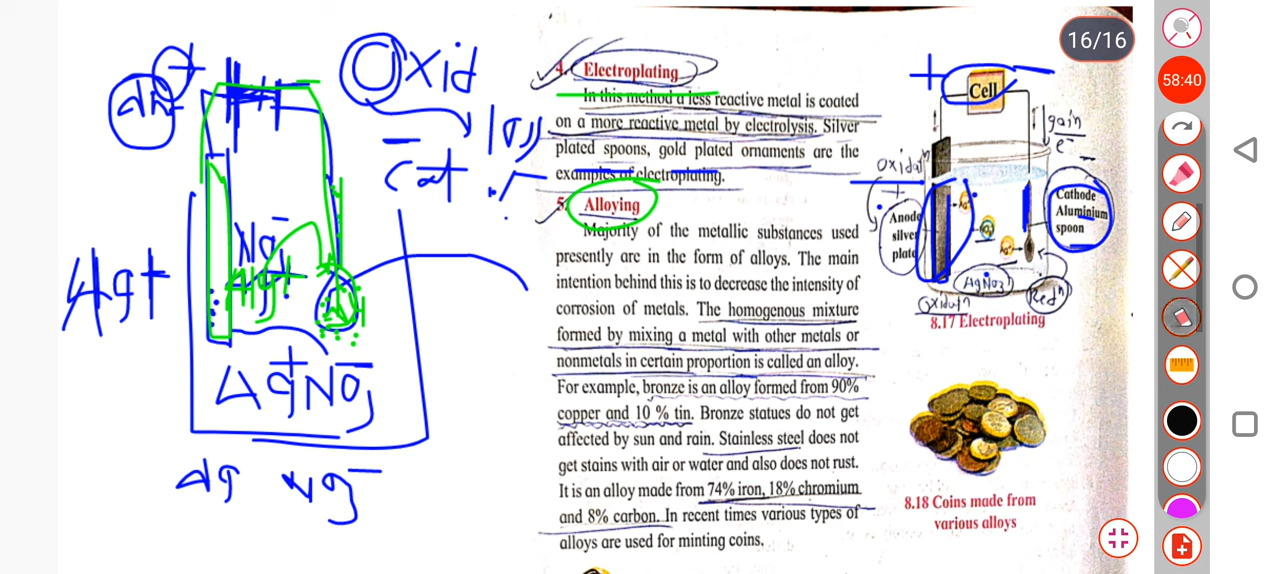 16/16
58:40
4. Electroplating
In this method a less reactive metal is coated
on a more reactive metal by electrolysis. Silver
plated spoons, gold plated ornaments are the
examples of electroplating.
5. Alloying
Majority of the metallic substances used
presently are in the form of alloys. The main
intention behind this is to decrease the intensity of
corrosion of metals. The homogenous mixture
formed by mixing a metal with other metals or
nonmetals in certain proportion is called an alloy.
For example, bronze is an alloy formed from 90%
copper and 10 % tin. Bronze statues do not get
affected by sun and rain. Stainless steel does not
get stains with air or water and also does not rust.
It is an alloy made from 74% iron, 18% chromium
and 8% carbon. In recent times various types of
alloys are used for minting coins.
+
Cell
−
gain
e−
Oxidatn
+
Anode
silver
plate
Cathode
Aluminium
spoon
AgNO3
Oxidatn
Redn
8.17 Electroplating
8.18 Coins made from
various alloys
+
Oxid
−
Cat
Ag+
AgNO3
Ag